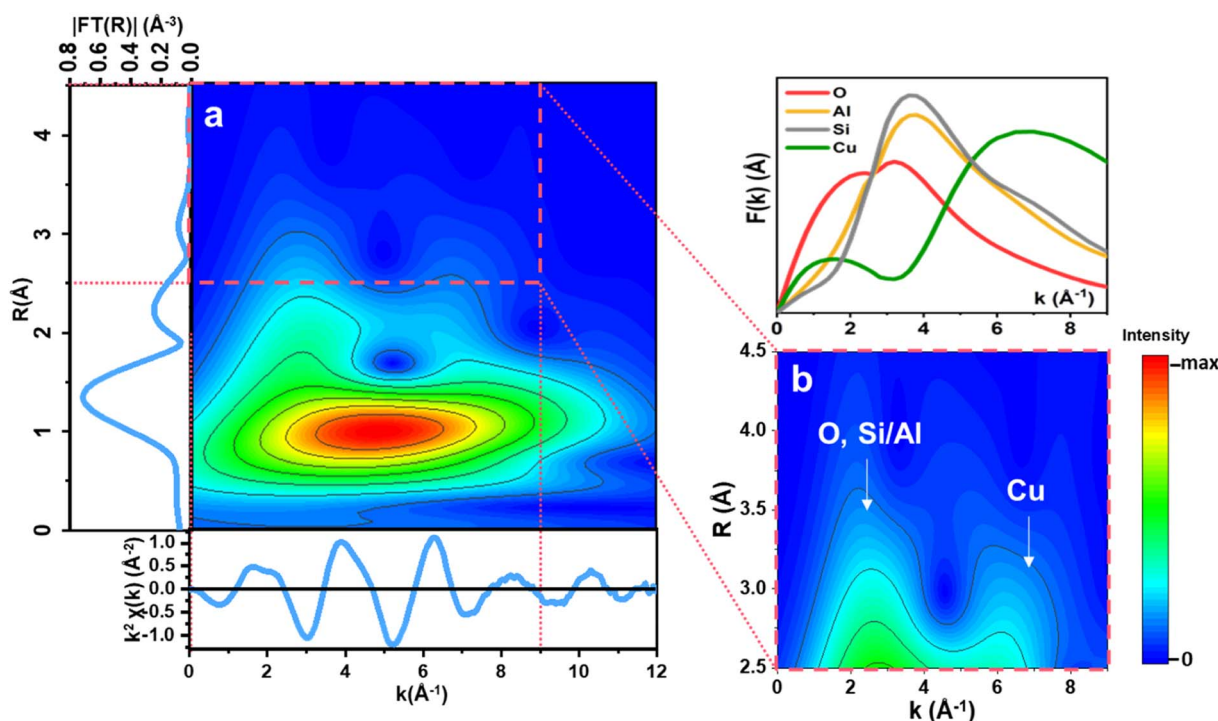 |FT(R)| (Å⁻³)
0.8 0.6 0.4 0.2 0.0
a
4
3
2
1
0
R(Å)
k² χ(k) (Å⁻²)
1.0
0.5
0.0
-0.5
-1.0
0 2 4 6 8 10 12
k(Å⁻¹)
O
Al
Si
Cu
F(k) (Å)
k (Å⁻¹)
0 2 4 6 8
b
O, Si/Al
Cu
4.5
4.0
3.5
3.0
2.5
R (Å)
0 2 4 6 8
k (Å⁻¹)
Intensity
max
0